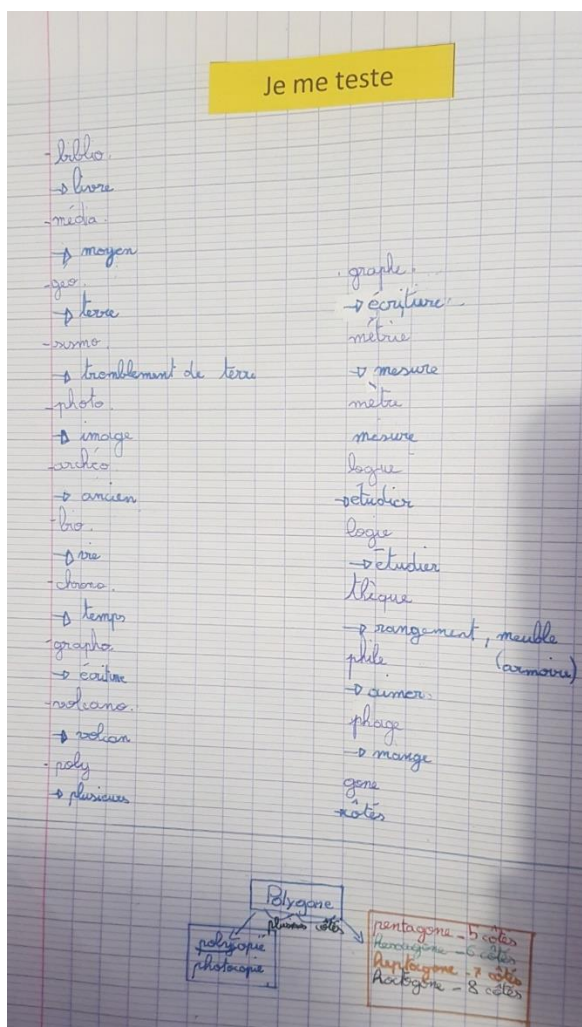 Je me teste
-biblio.
→ livre
-média.
→ moyen
-géo.
→ terre
-sismo.
→ tremblement de terre
-photo.
→ image
-archéo.
→ ancien
-bio.
→ vie
-chrono.
→ temps
-grapho.
→ écriture
-volcano.
→ volcan
-poly
→ plusieurs
. graphe.
→ écriture.
métrie
→ mesure
mètre
mesure
logue
→ étudier
logie
→ étudier
thèque
→ rangement, meuble
(armoire)
phile
→ aimer.
phage
→ mange
gone
→ côtés
Polygone
plusieurs côtés
polycopie
photocopie
pentagone - 5 côtés
Hexagone - 6 côtés
Heptagone - 7 côtés
Hoctogone - 8 côtés